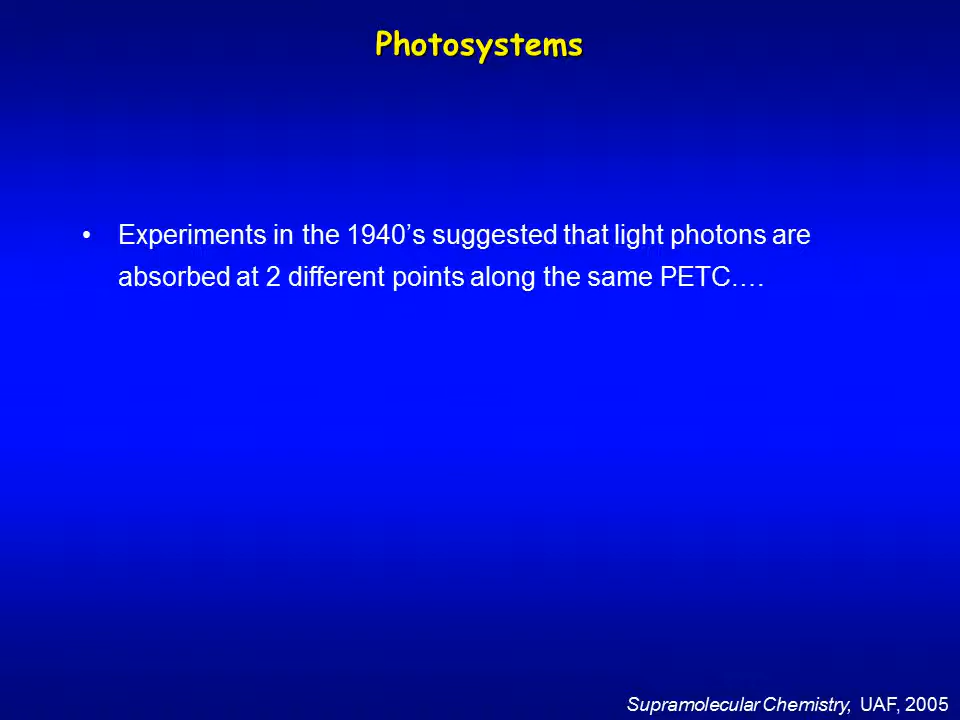 Photosystems
• Experiments in the 1940’s suggested that light photons are
absorbed at 2 different points along the same PETC….
Supramolecular Chemistry, UAF, 2005